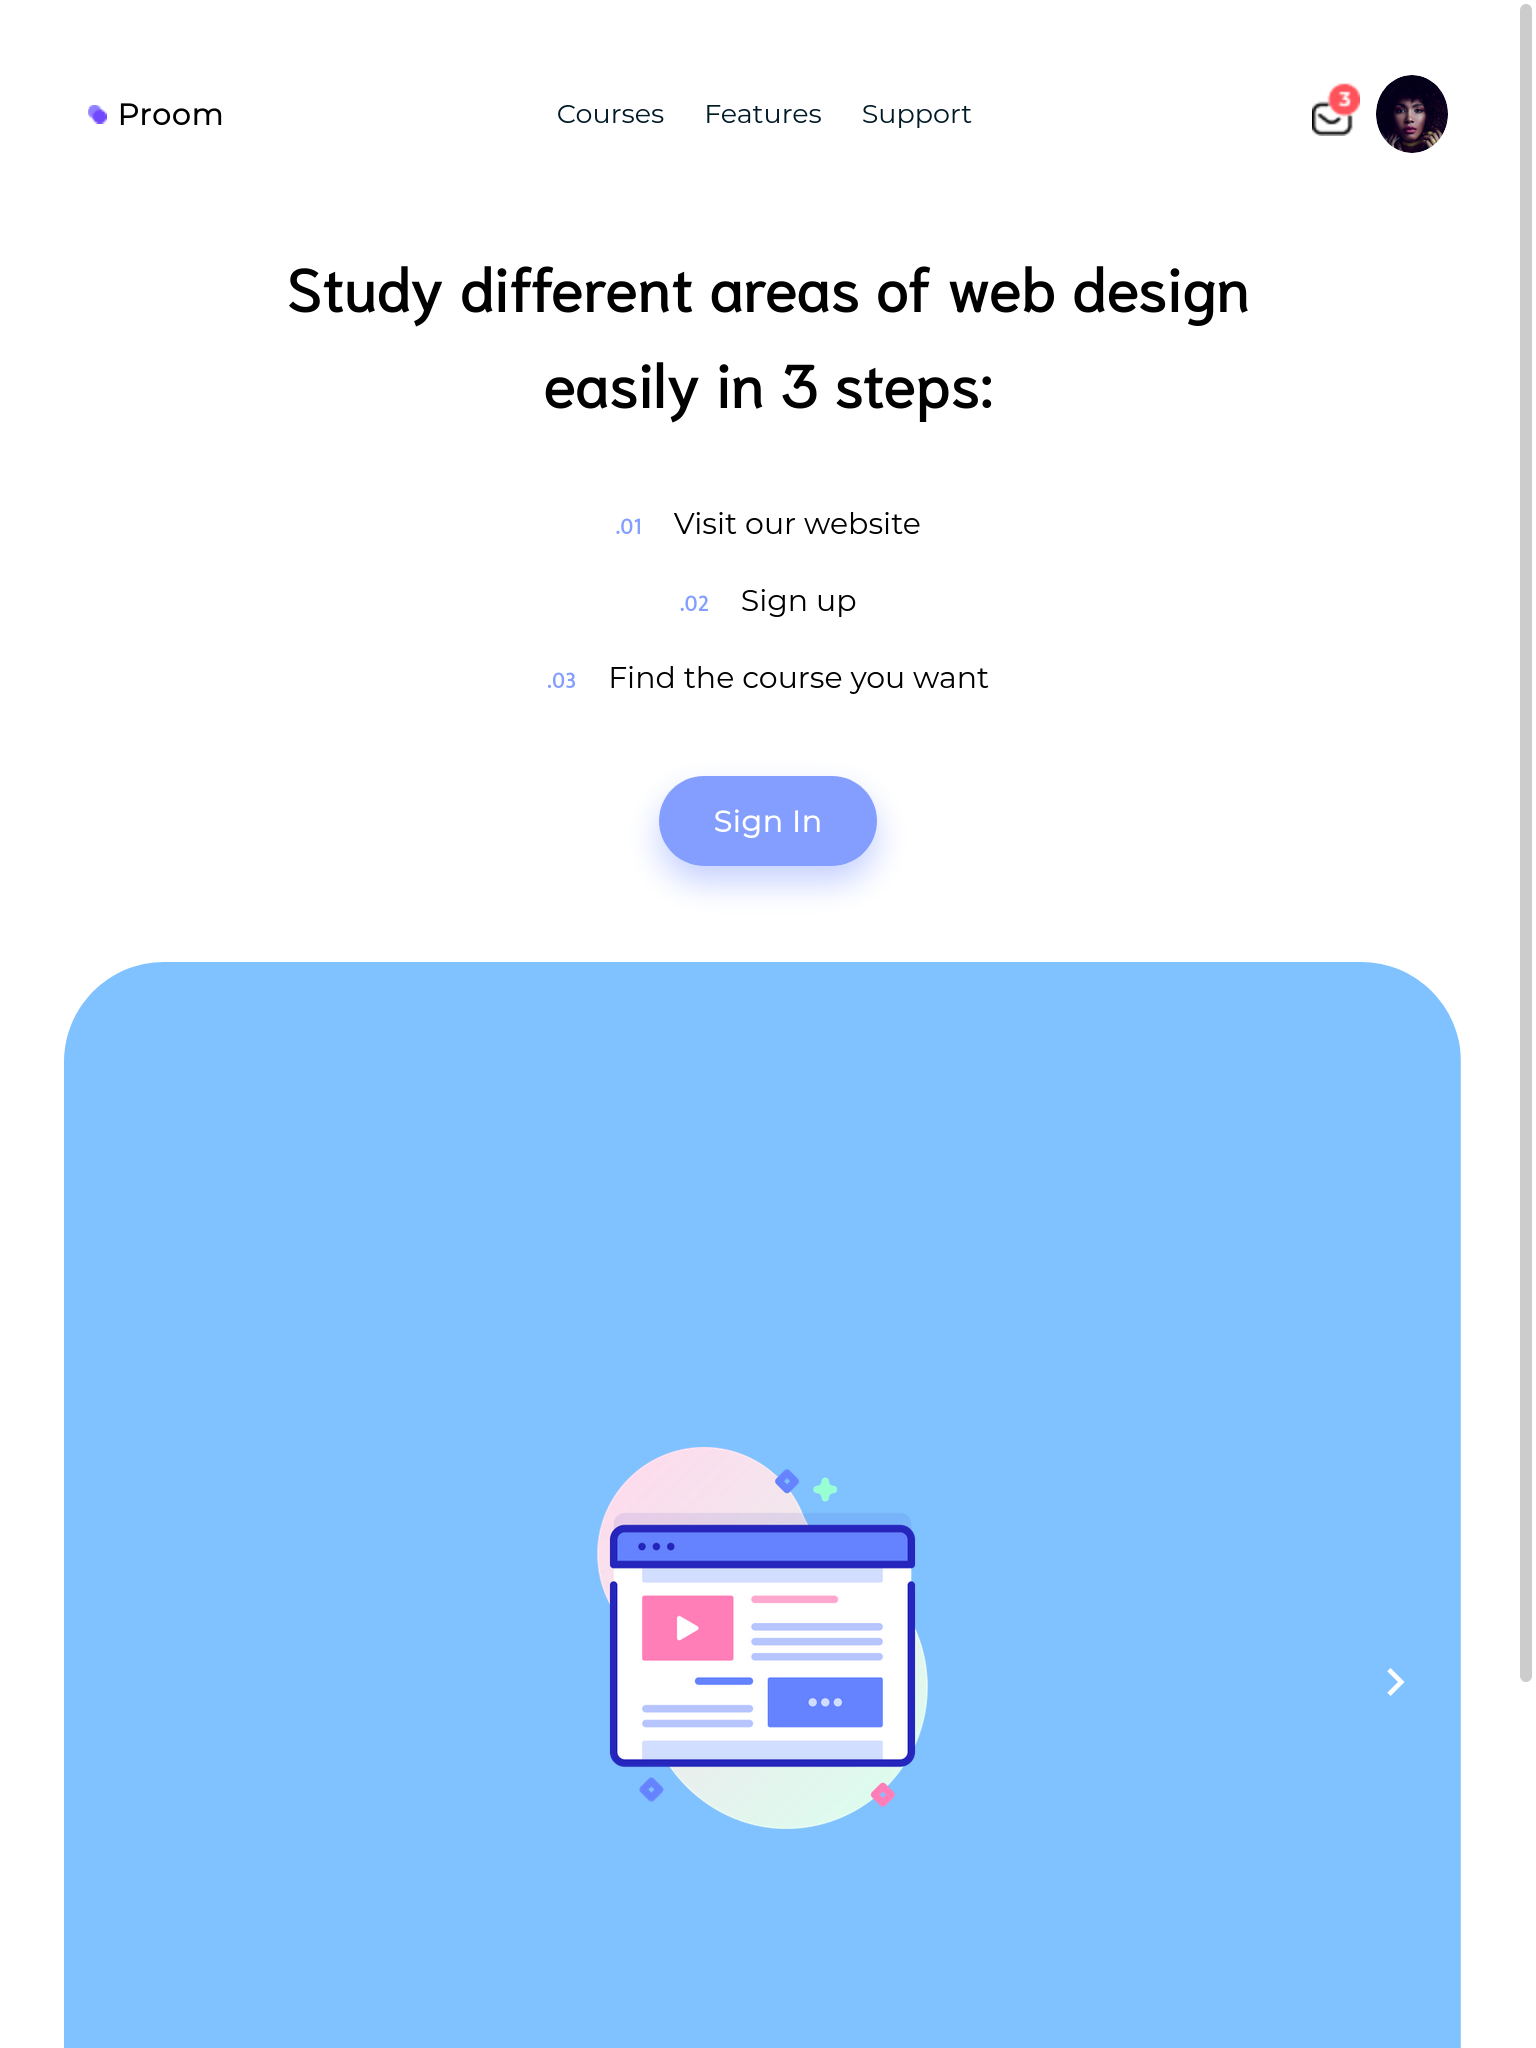 Proom
Courses Features Support
3
Study different areas of web design
easily in 3 steps:
.01 Visit our website
.02 Sign up
.03 Find the course you want
Sign In